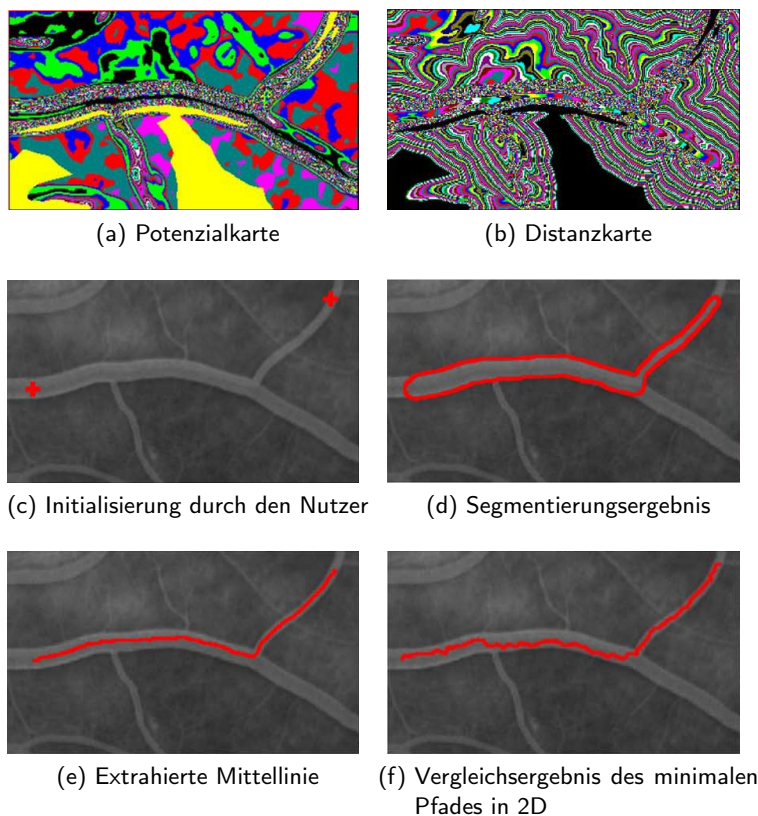 (a) Potenzialkarte
(b) Distanzkarte
(c) Initialisierung durch den Nutzer
(d) Segmentierungsergebnis
(e) Extrahierte Mittellinie
(f) Vergleichsergebnis des minimalen
Pfades in 2D